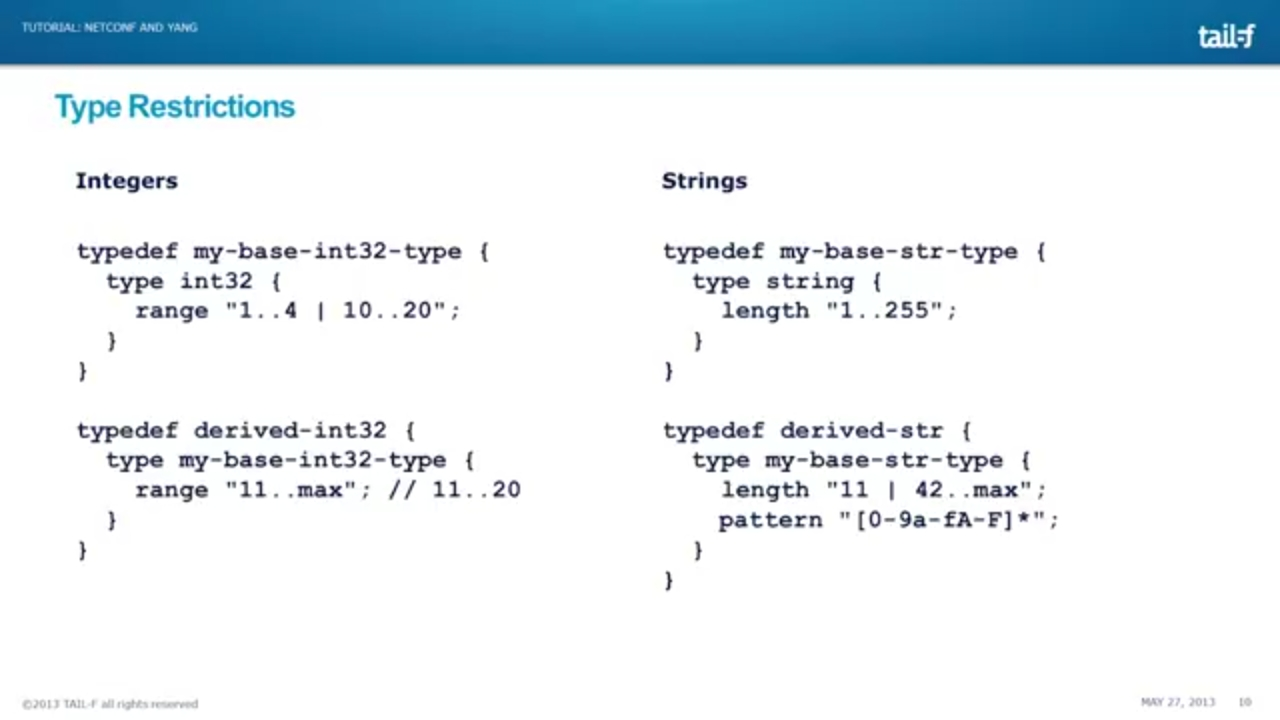 TUTORIAL: NETCONF AND YANG
tail-f
Type Restrictions
Integers
typedef my-base-int32-type {
  type int32 {
    range "1..4 | 10..20";
  }
}
typedef derived-int32 {
  type my-base-int32-type {
    range "11..max"; // 11..20
  }
}
Strings
typedef my-base-str-type {
  type string {
    length "1..255";
  }
}
typedef derived-str {
  type my-base-str-type {
    length "11 | 42..max";
    pattern "[0-9a-fA-F]*";
  }
}
©2013 TAIL-F all rights reserved
MAY 27, 2013 10